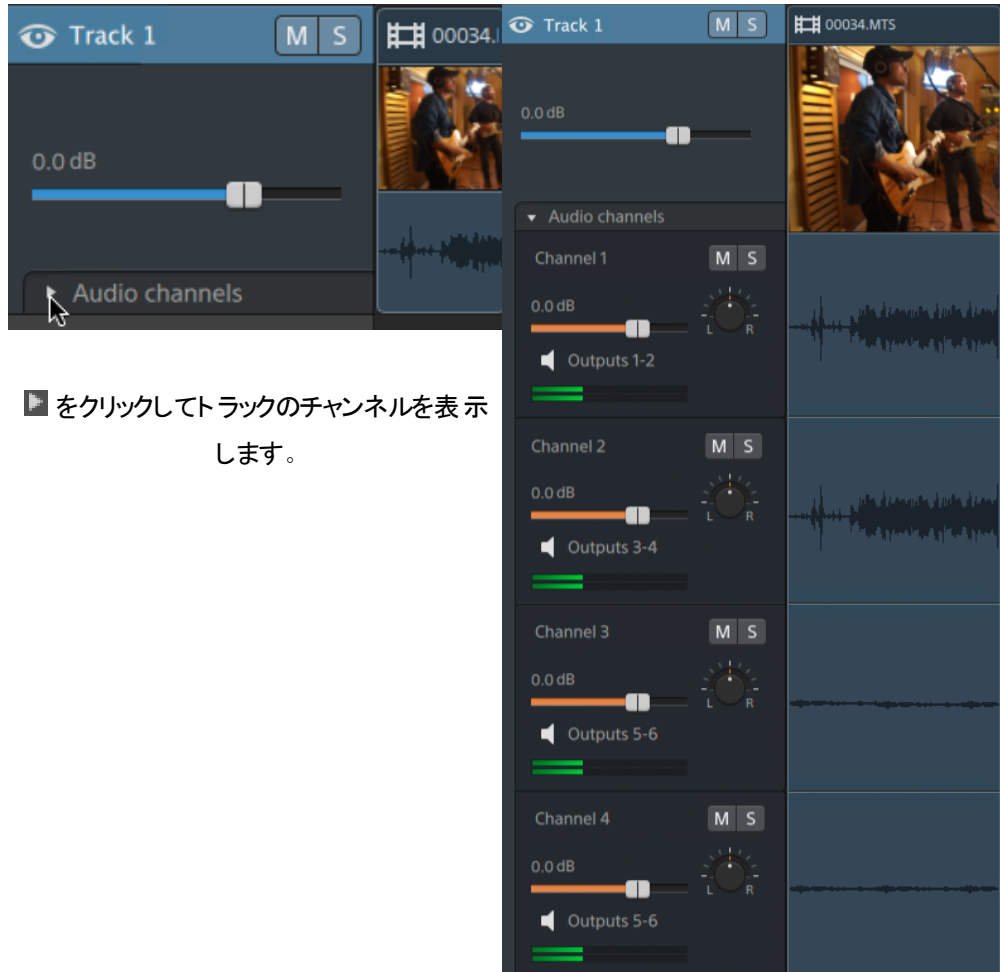 Track 1
M S
00034.
0.0 dB
Audio channels
をクリックしてトラックのチャンネルを表示
します。
Track 1
M S
00034.MTS
0.0 dB
Audio channels
Channel 1
M S
0.0 dB
L R
Outputs 1-2
Channel 2
M S
0.0 dB
L R
Outputs 3-4
Channel 3
M S
0.0 dB
L R
Outputs 5-6
Channel 4
M S
0.0 dB
L R
Outputs 5-6